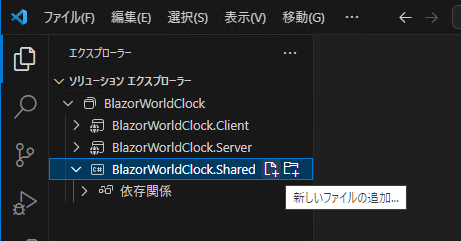 ファイル(F) 編集(E) 選択(S) 表示(V) 移動(G) ···
エクスプローラー ···
ソリューション エクスプローラー
BlazorWorldClock
BlazorWorldClock.Client
BlazorWorldClock.Server
C# BlazorWorldClock.Shared
依存関係
新しいファイルの追加...